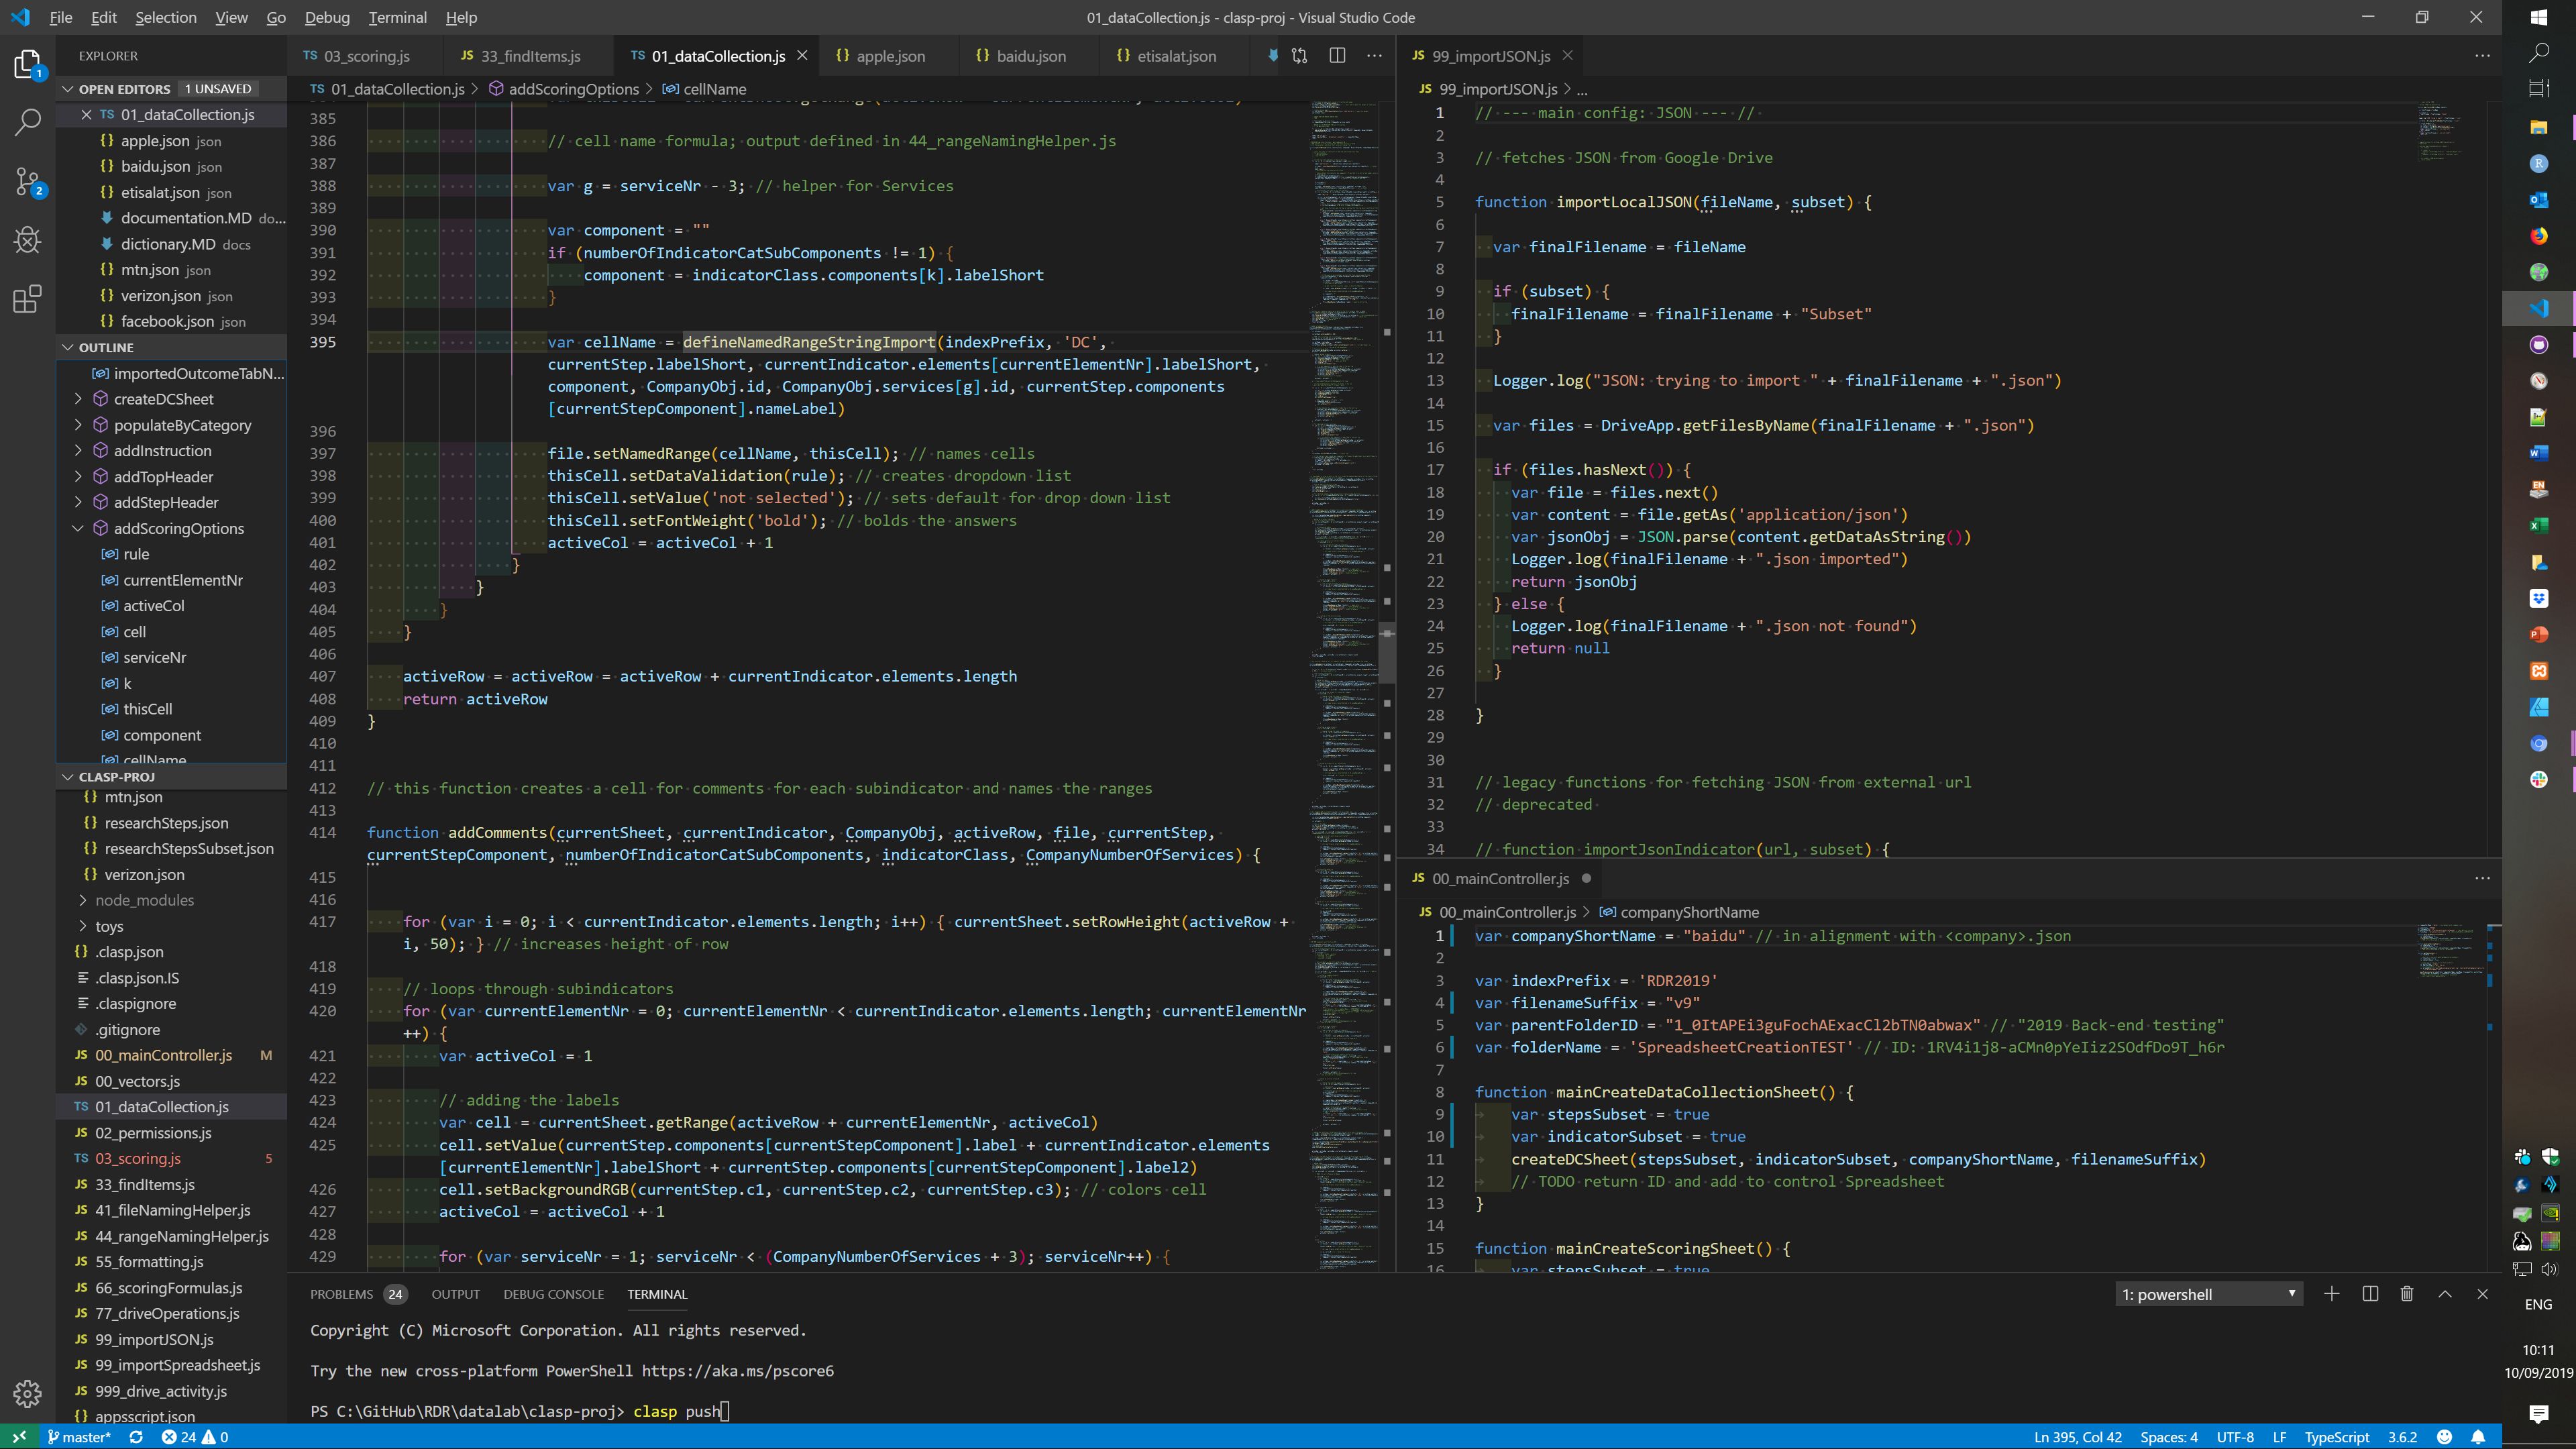 File Edit Selection View Go Debug Terminal Help
01_dataCollection.js - clasp-proj - Visual Studio Code
EXPLORER
OPEN EDITORS 1 UNSAVED
TS 01_dataCollection.js
{} apple.json json
{} baidu.json json
{} etisalat.json json
documentation.MD do...
dictionary.MD docs
{} mtn.json json
{} verizon.json json
{} facebook.json json
OUTLINE
importedOutcomeTabN...
createDCSheet
populateByCategory
addInstruction
addTopHeader
addStepHeader
addScoringOptions
rule
currentElementNr
activeCol
cell
serviceNr
k
thisCell
component
cellName
CLASP-PROJ
{} mtn.json
{} researchSteps.json
{} researchStepsSubset.json
{} verizon.json
node_modules
toys
{} .clasp.json
.clasp.json.IS
.claspignore
.gitignore
JS 00_mainController.js M
JS 00_vectors.js
TS 01_dataCollection.js
JS 02_permissions.js
TS 03_scoring.js 5
JS 33_findItems.js
JS 41_fileNamingHelper.js
JS 44_rangeNamingHelper.js
JS 55_formatting.js
JS 66_scoringFormulas.js
JS 77_driveOperations.js
JS 99_importJSON.js
JS 99_importSpreadsheet.js
JS 999_drive_activity.js
{} appsscript.json
TS 03_scoring.js JS 33_findItems.js TS 01_dataCollection.js {} apple.json {} baidu.json {} etisalat.json
TS 01_dataCollection.js > addScoringOptions > cellName
385
386 // cell name formula; output defined in 44_rangeNamingHelper.js
387
388 var g = serviceNr - 3; // helper for Services
389
390 var component = ""
391 if (numberOfIndicatorCatSubComponents != 1) {
392 component = indicatorClass.components[k].labelShort
393 }
394
395 var cellName = defineNamedRangeStringImport(indexPrefix, 'DC',
currentStep.labelShort, currentIndicator.elements[currentElementNr].labelShort,
component, CompanyObj.id, CompanyObj.services[g].id, currentStep.components
[currentStepComponent].nameLabel)
396
397 file.setNamedRange(cellName, thisCell); // names cells
398 thisCell.setDataValidation(rule); // creates dropdown list
399 thisCell.setValue('not selected'); // sets default for drop down list
400 thisCell.setFontWeight('bold'); // bolds the answers
401 activeCol = activeCol + 1
402 }
403 }
404 }
405 }
406
407 activeRow = activeRow = activeRow + currentIndicator.elements.length
408 return activeRow
409 }
410
411
412 // this function creates a cell for comments for each subindicator and names the ranges
413
414 function addComments(currentSheet, currentIndicator, CompanyObj, activeRow, file, currentStep,
currentStepComponent, numberOfIndicatorCatSubComponents, indicatorClass, CompanyNumberOfServices) {
415
416
417 for (var i = 0; i < currentIndicator.elements.length; i++) { currentSheet.setRowHeight(activeRow +
i, 50); } // increases height of row
418
419 // loops through subindicators
420 for (var currentElementNr = 0; currentElementNr < currentIndicator.elements.length; currentElementNr
++) {
421 var activeCol = 1
422
423 // adding the labels
424 var cell = currentSheet.getRange(activeRow + currentElementNr, activeCol)
425 cell.setValue(currentStep.components[currentStepComponent].label + currentIndicator.elements
[currentElementNr].labelShort + currentStep.components[currentStepComponent].label2)
426 cell.setBackgroundRGB(currentStep.c1, currentStep.c2, currentStep.c3); // colors cell
427 activeCol = activeCol + 1
428
429 for (var serviceNr = 1; serviceNr < (CompanyNumberOfServices + 3); serviceNr++) {
JS 99_importJSON.js
JS 99_importJSON.js > ...
1 // --- main config: JSON --- //
2
3 // fetches JSON from Google Drive
4
5 function importLocalJSON(fileName, subset) {
6
7 var finalFilename = fileName
8
9 if (subset) {
10 finalFilename = finalFilename + "Subset"
11 }
12
13 Logger.log("JSON: trying to import " + finalFilename + ".json")
14
15 var files = DriveApp.getFilesByName(finalFilename + ".json")
16
17 if (files.hasNext()) {
18 var file = files.next()
19 var content = file.getAs('application/json')
20 var jsonObj = JSON.parse(content.getDataAsString())
21 Logger.log(finalFilename + ".json imported")
22 return jsonObj
23 } else {
24 Logger.log(finalFilename + ".json not found")
25 return null
26 }
27
28 }
29
30
31 // legacy functions for fetching JSON from external url
32 // deprecated
33
34 // function importJsonIndicator(url, subset) {
JS 00_mainController.js
JS 00_mainController.js > companyShortName
1 var companyShortName = "baidu" // in alignment with <company>.json
2
3 var indexPrefix = 'RDR2019'
4 var filenameSuffix = "v9"
5 var parentFolderID = "1_0ItAPEi3guFochAExacCl2bTN0abwax" // "2019 Back-end testing"
6 var folderName = 'SpreadsheetCreationTEST' // ID: 1RV4i1j8-aCMn0pYeIiz2SOdfDo9T_h6r
7
8 function mainCreateDataCollectionSheet() {
9 var stepsSubset = true
10 var indicatorSubset = true
11 createDCSheet(stepsSubset, indicatorSubset, companyShortName, filenameSuffix)
12 // TODO return ID and add to control Spreadsheet
13 }
14
15 function mainCreateScoringSheet() {
16 var stepsSubset = true
PROBLEMS 24 OUTPUT DEBUG CONSOLE TERMINAL
1: powershell
Copyright (C) Microsoft Corporation. All rights reserved.
Try the new cross-platform PowerShell https://aka.ms/pscore6
PS C:\GitHub\RDR\datalab\clasp-proj> clasp push
master* 24 0
Ln 395, Col 42 Spaces: 4 UTF-8 LF TypeScript 3.6.2
ENG
10:11
10/09/2019